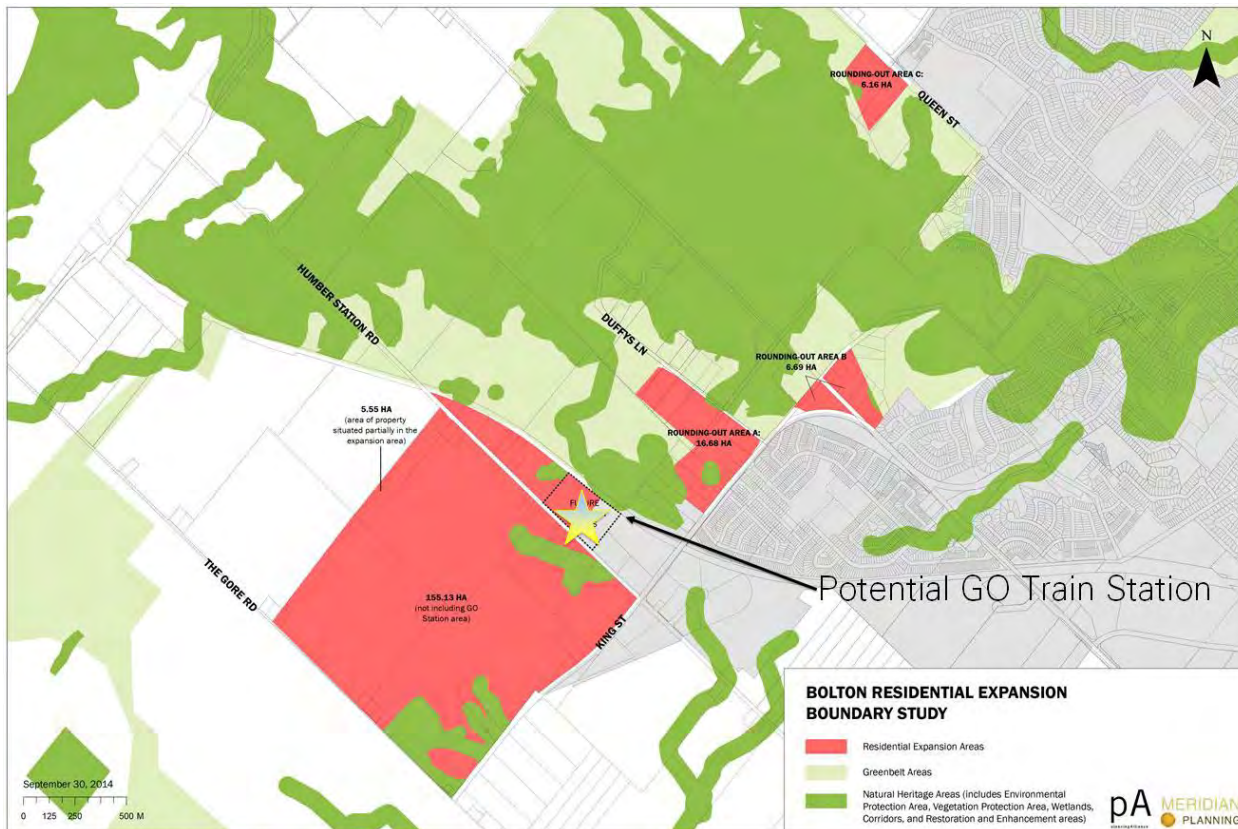 N
ROUNDING-OUT AREA C:
6.16 HA
QUEEN ST
HUMBER STATION RD
DUFFYS LN
ROUNDING-OUT AREA B
6.69 HA
5.55 HA
(area of property
situated partially in the
expansion area)
ROUNDING-OUT AREA A:
16.68 HA
THE GORE RD
155.13 HA
(not including GO
Station area)
KING ST
Potential GO Train Station
BOLTON RESIDENTIAL EXPANSION
BOUNDARY STUDY
Residential Expansion Areas
Greenbelt Areas
Natural Heritage Areas (includes Environmental
Protection Area, Vegetation Protection Area, Wetlands,
Corridors, and Restoration and Enhancement areas)
September 30, 2014
0 125 250 500 M
pA
MERIDIAN
PLANNING